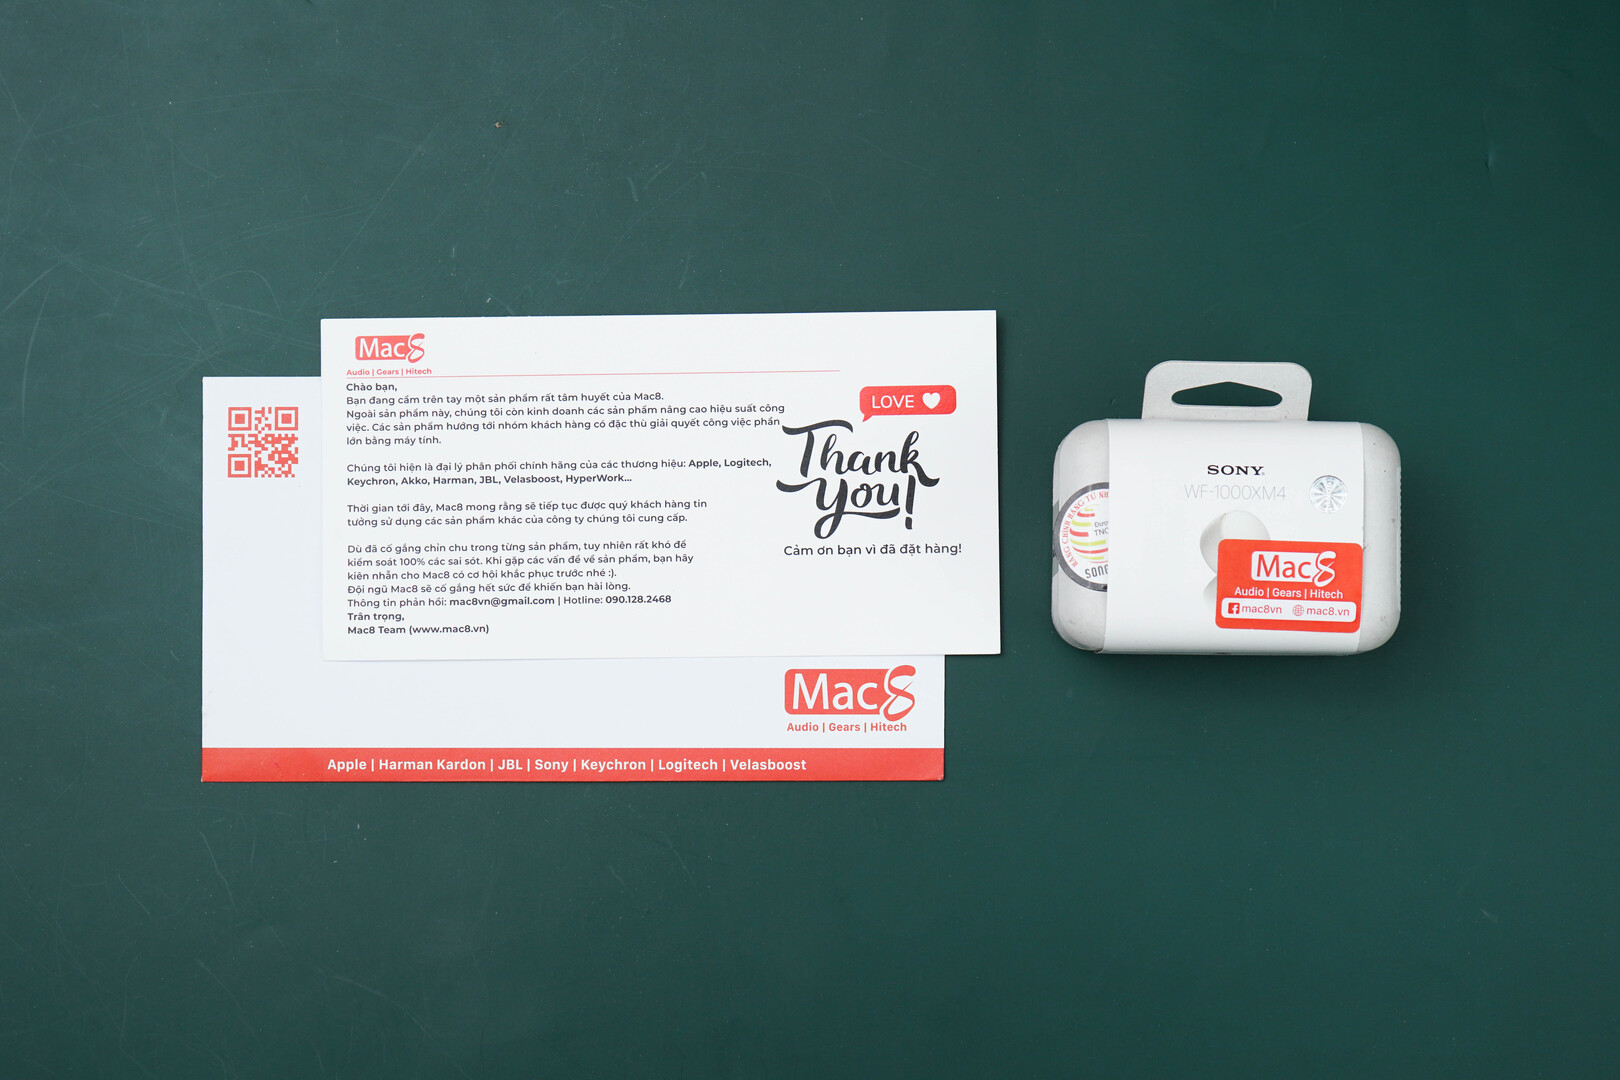 Mac8
Audio | Gears | Hitech
Chào bạn,
Bạn đang cầm trên tay một sản phẩm rất tâm huyết của Mac8.
Ngoài sản phẩm này, chúng tôi còn kinh doanh các sản phẩm nâng cao hiệu suất công
việc. Các sản phẩm hướng tới nhóm khách hàng có đặc thù giải quyết công việc phần
lớn bằng máy tính.
Chúng tôi hiện là đại lý phân phối chính hãng của các thương hiệu: Apple, Logitech,
Keychron, Akko, Harman, JBL, Velasboost, HyperWork...
Thời gian tới đây, Mac8 mong rằng sẽ tiếp tục được quý khách hàng tin
tưởng sử dụng các sản phẩm khác của công ty chúng tôi cung cấp.
Dù đã cố gắng chỉn chu trong từng sản phẩm, tuy nhiên rất khó để
kiểm soát 100% các sai sót. Khi gặp các vấn đề về sản phẩm, bạn hãy
kiên nhẫn cho Mac8 có cơ hội khắc phục trước nhé :).
Đội ngũ Mac8 sẽ cố gắng hết sức để khiến bạn hài lòng.
Thông tin phản hồi: mac8vn@gmail.com | Hotline: 090.128.2468
Trân trọng,
Mac8 Team (www.mac8.vn)
LOVE
Thank
You!
Cảm ơn bạn vì đã đặt hàng!
Mac8
Audio | Gears | Hitech
Apple | Harman Kardon | JBL | Sony | Keychron | Logitech | Velasboost
SONY
WF-1000XM4
HÀNG CHÍNH HÃNG TỪ
Được
TNC
SONA
Mac8
Audio | Gears | Hitech
mac8vn mac8.vn